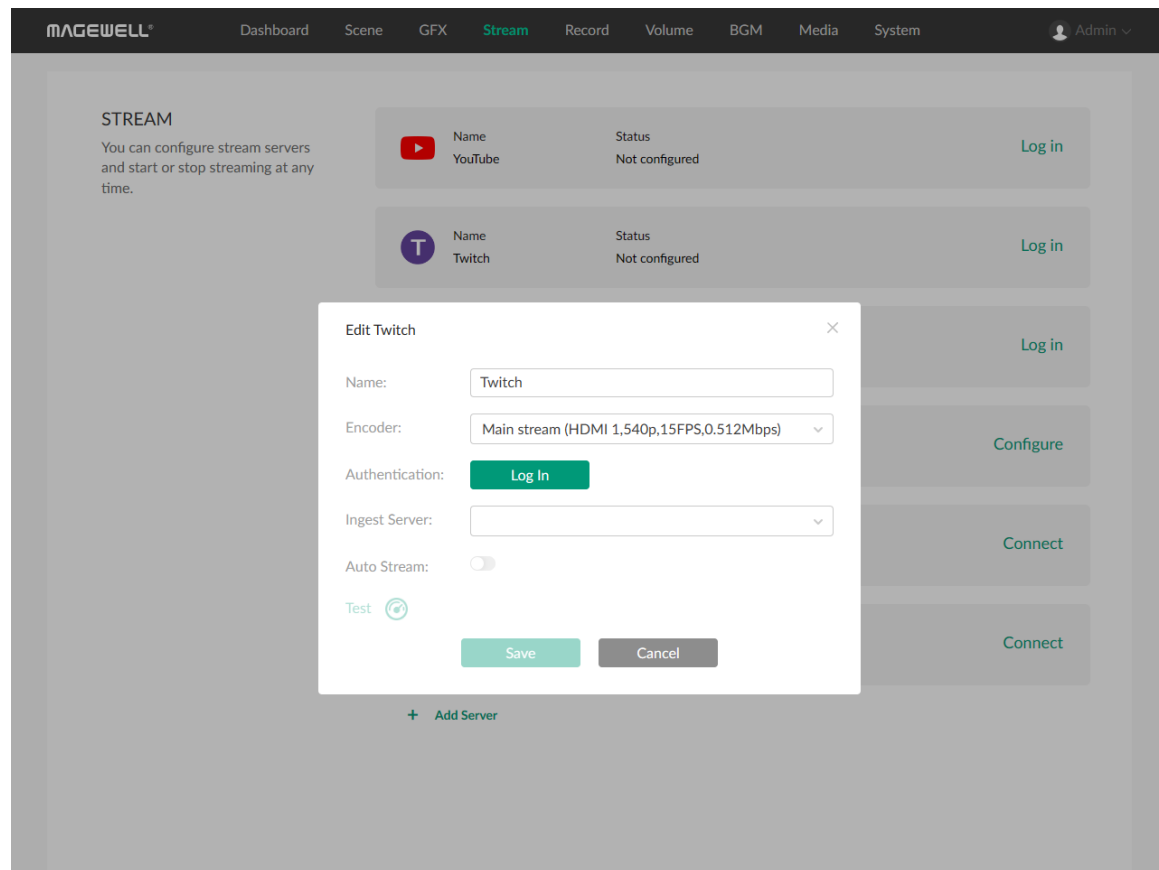 MAGEWELL®
Dashboard Scene GFX Stream Record Volume BGM Media System Admin
STREAM
You can configure stream servers
and start or stop streaming at any
time.
Name Status
YouTube Not configured
Log in
T
Name Status
Twitch Not configured
Log in
Log in
Configure
Connect
Connect
Edit Twitch
Name: Twitch
Encoder: Main stream (HDMI 1,540p,15FPS,0.512Mbps)
Authentication: Log In
Ingest Server:
Auto Stream:
Test
Save Cancel
+ Add Server